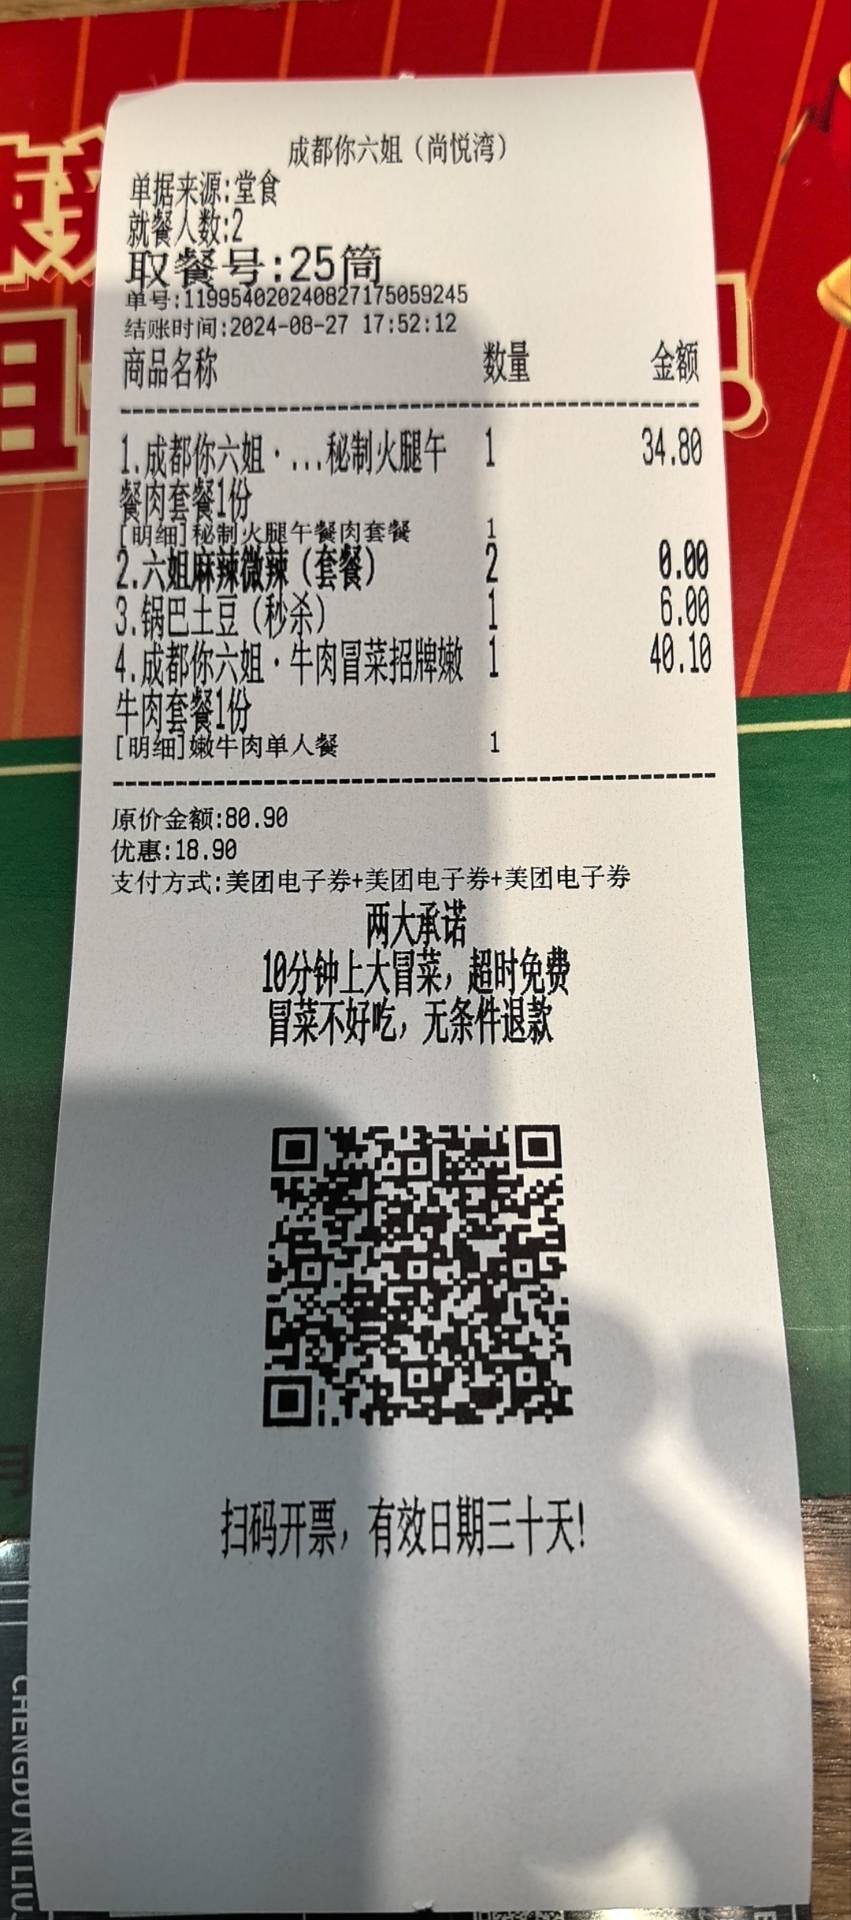 成都你六姐（尚悦湾）
单据来源:堂食
就餐人数:2
取餐号:25筒
单号:119954020240827175059245
结账时间:2024-08-27 17:52:12
商品名称 数量 金额
1.成都你六姐·...秘制火腿午 1 34.80
餐肉套餐1份
[明细]秘制火腿午餐肉套餐 1
2.六姐麻辣微辣（套餐） 2 0.00
3.锅巴土豆（秒杀） 1 6.00
4.成都你六姐·牛肉冒菜招牌嫩 1 40.10
牛肉套餐1份
[明细]嫩牛肉单人餐 1
原价金额:80.90
优惠:18.90
支付方式:美团电子券+美团电子券+美团电子券
两大承诺
10分钟上大冒菜，超时免费
冒菜不好吃，无条件退款
扫码开票，有效日期三十天!
CHENGDU NI LIU